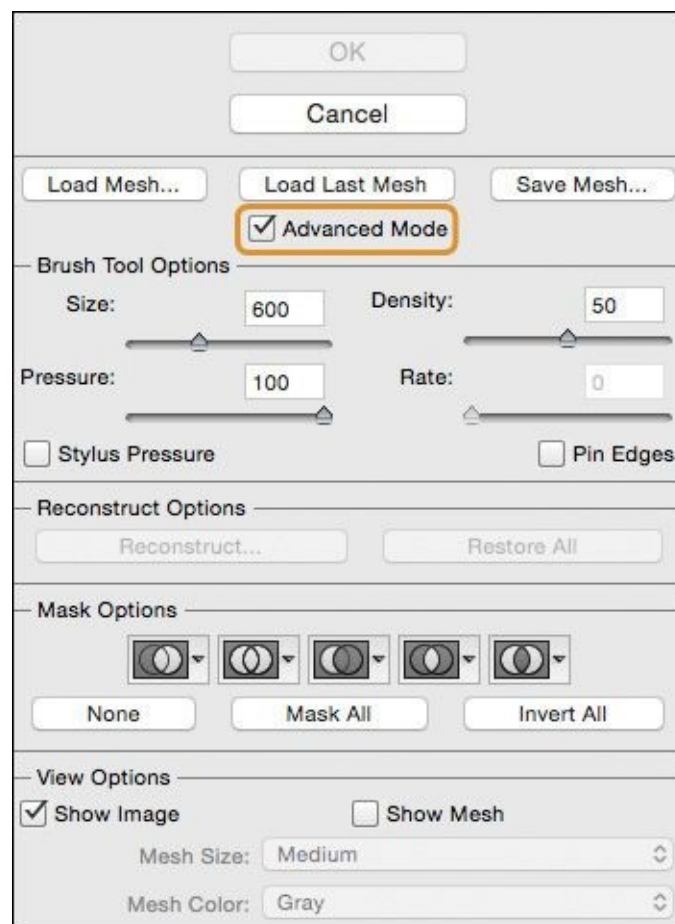 OK
Cancel
Load Mesh... Load Last Mesh Save Mesh...
Advanced Mode
Brush Tool Options
Size: 600 Density: 50
Pressure: 100 Rate: 0
Stylus Pressure Pin Edges
Reconstruct Options
Reconstruct... Restore All
Mask Options
None Mask All Invert All
View Options
Show Image Show Mesh
Mesh Size: Medium
Mesh Color: Gray